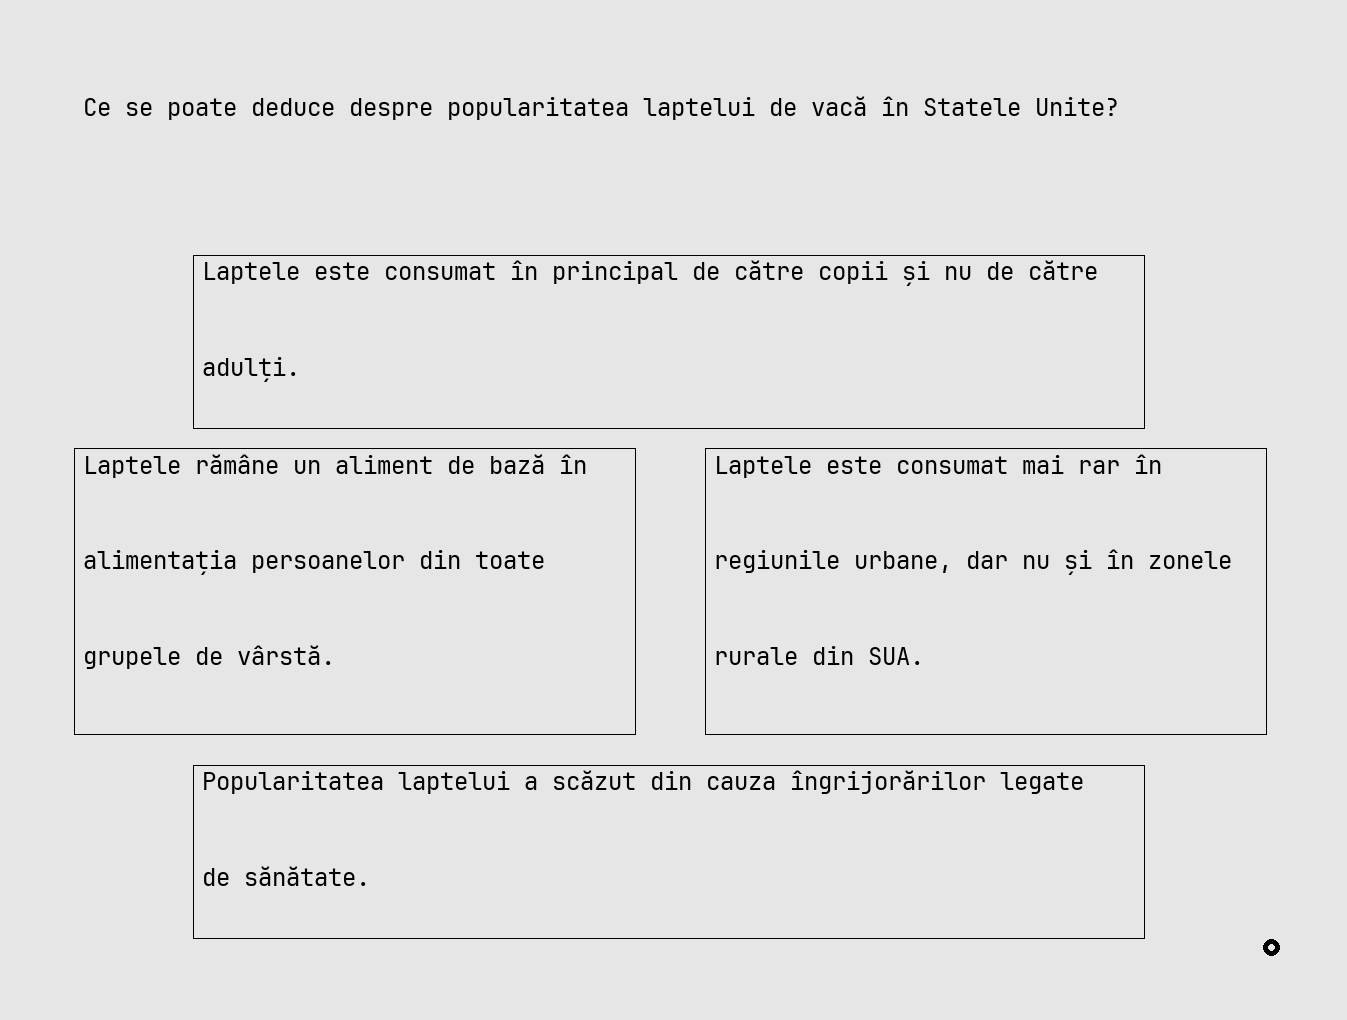 Ce se poate deduce despre popularitatea laptelui de vacă în Statele Unite?
Laptele este consumat în principal de către copii și nu de către
adulți.
Laptele rămâne un aliment de bază în
alimentația persoanelor din toate
grupele de vârstă.
Laptele este consumat mai rar în
regiunile urbane, dar nu și în zonele
rurale din SUA.
Popularitatea laptelui a scăzut din cauza îngrijorărilor legate
de sănătate.